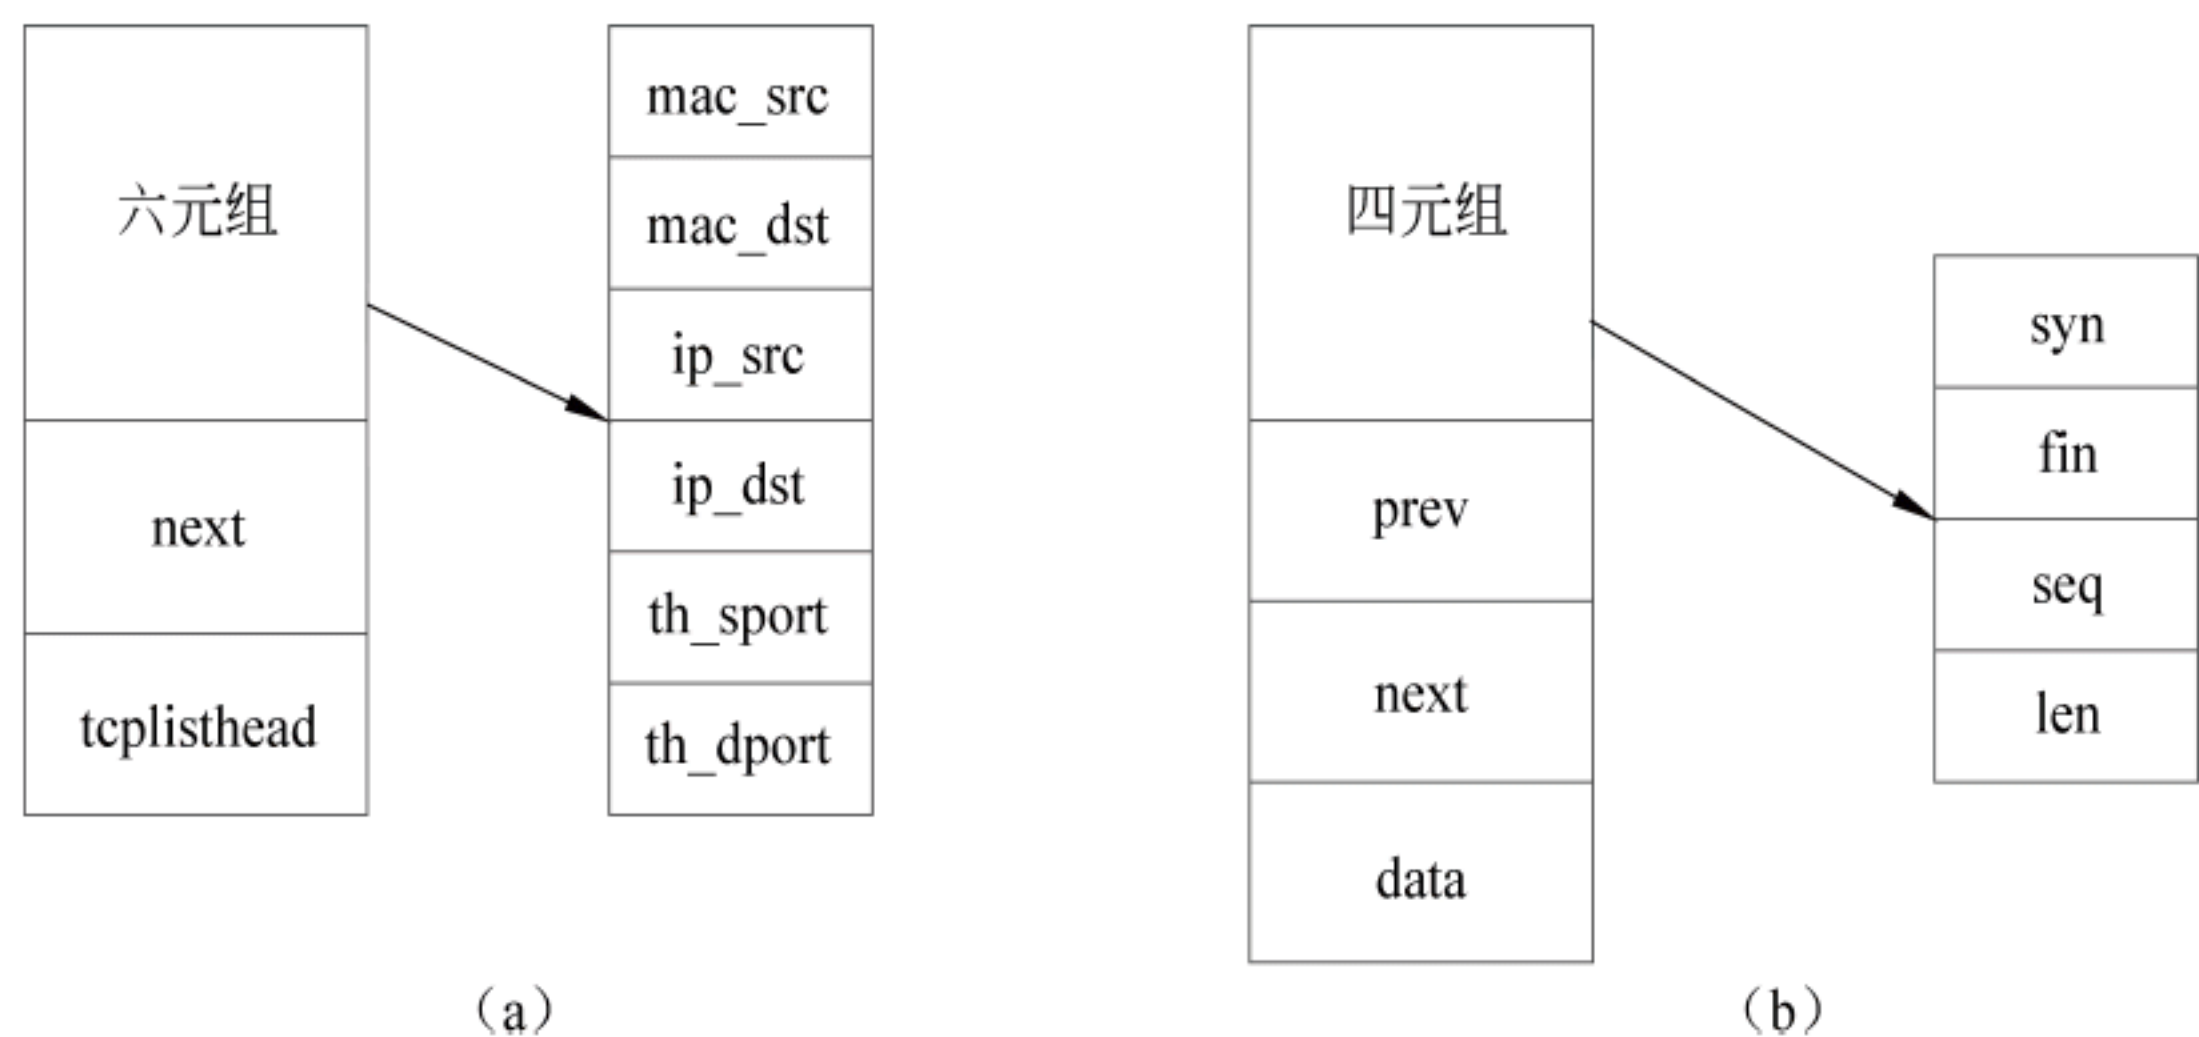 六元组
next
tcplisthead
mac_src
mac_dst
ip_src
ip_dst
th_sport
th_dport
（a）
四元组
prev
next
data
syn
fin
seq
len
（b）